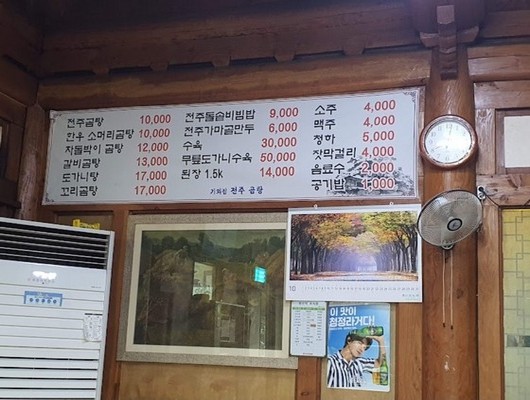 전주곰탕 10,000
한우 소머리곰탕 10,000
차돌박이 곰탕 12,000
갈비곰탕 13,000
도가니탕 17,000
꼬리곰탕 17,000
전주돌솥비빔밥 9,000
전주가마골만두 6,000
수육 30,000
무릎도가니수육 50,000
된장 1.5k 14,000
기와집 전주 곰탕
소주 4,000
맥주 4,000
청하 5,000
잣막걸리 4,000
음료수 2,000
공기밥 1,000
10
이 맛이
청정라거다!